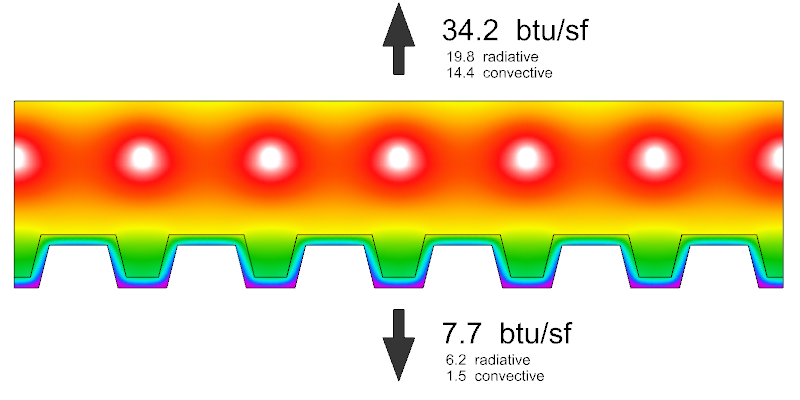 34.2 btu/sf
19.8 radiative
14.4 convective
7.7 btu/sf
6.2 radiative
1.5 convective